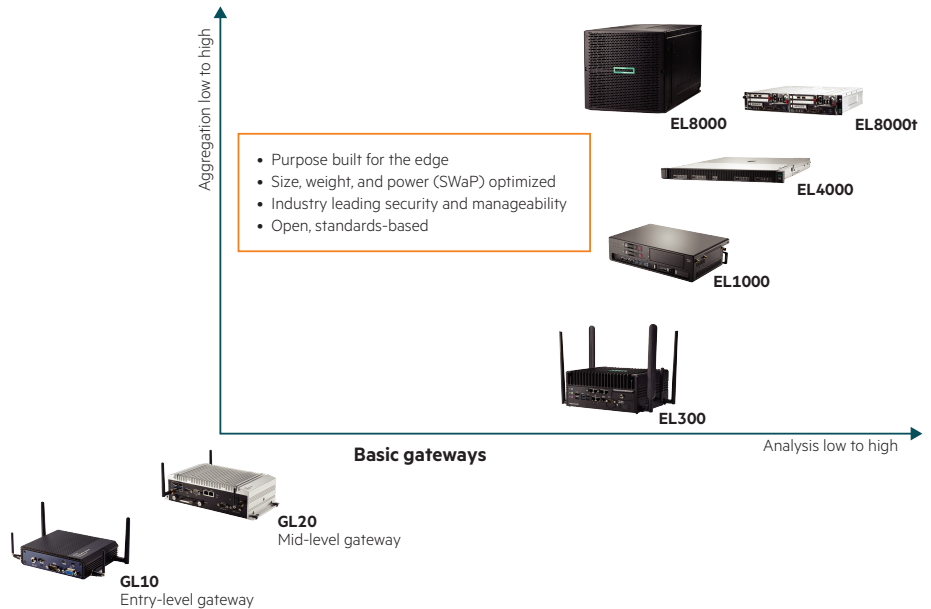 Aggregation low to high
EL8000
EL8000t
• Purpose built for the edge
• Size, weight, and power (SWaP) optimized
• Industry leading security and manageability
• Open, standards-based
EL4000
EL1000
EL300
Analysis low to high
Basic gateways
GL20
Mid-level gateway
GL10
Entry-level gateway